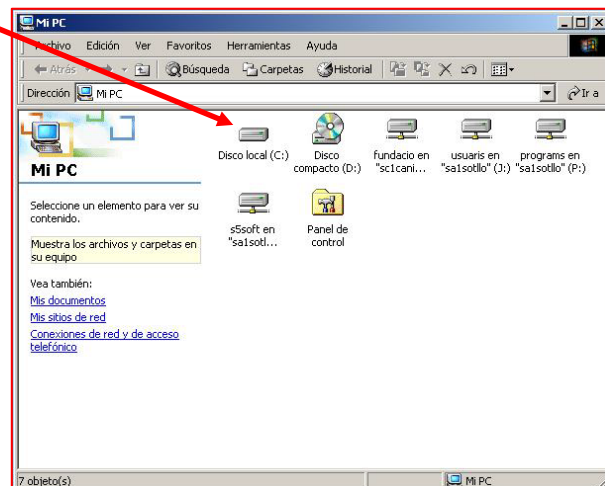 Mi PC
Archivo Edición Ver Favoritos Herramientas Ayuda
Atrás Búsqueda Carpetas Historial
Dirección Mi PC Ir a
Mi PC
Seleccione un elemento para ver su
contenido.
Muestra los archivos y carpetas en
su equipo
Vea también:
Mis documentos
Mis sitios de red
Conexiones de red y de acceso
telefónico
Disco local (C:)
Disco
compacto (D:)
fundacio en
"sc1cani...
usuaris en
"sa1sotllo" (J:)
programs en
"sa1sotllo" (P:)
s5soft en
"sa1sotl...
Panel de
control
7 objeto(s) Mi PC